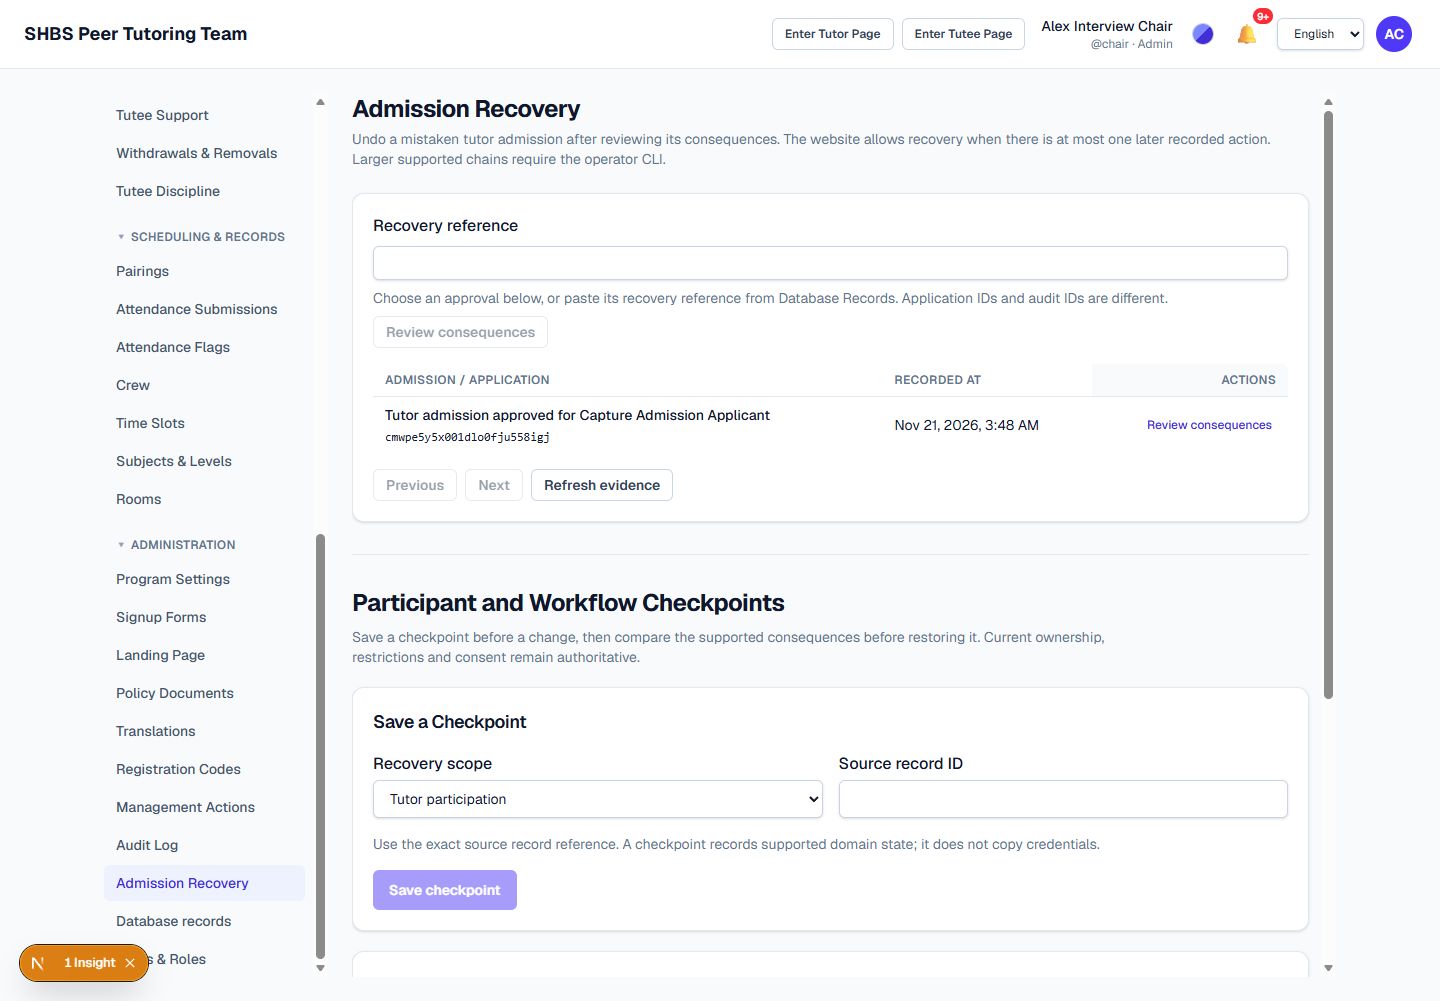 SHBS Peer Tutoring Team
Enter Tutor Page
Enter Tutee Page
Alex Interview Chair
@chair · Admin
9+
English
AC
Tutee Support
Withdrawals & Removals
Tutee Discipline
SCHEDULING & RECORDS
Pairings
Attendance Submissions
Attendance Flags
Crew
Time Slots
Subjects & Levels
Rooms
ADMINISTRATION
Program Settings
Signup Forms
Landing Page
Policy Documents
Translations
Registration Codes
Management Actions
Audit Log
Admission Recovery
Database records
s & Roles
1 Insight
Admission Recovery
Undo a mistaken tutor admission after reviewing its consequences. The website allows recovery when there is at most one later recorded action.
Larger supported chains require the operator CLI.
Recovery reference
Choose an approval below, or paste its recovery reference from Database Records. Application IDs and audit IDs are different.
Review consequences
ADMISSION / APPLICATION
RECORDED AT
ACTIONS
Tutor admission approved for Capture Admission Applicant
cmwpe5y5x001dlo0fju558igj
Nov 21, 2026, 3:48 AM
Review consequences
Previous
Next
Refresh evidence
Participant and Workflow Checkpoints
Save a checkpoint before a change, then compare the supported consequences before restoring it. Current ownership,
restrictions and consent remain authoritative.
Save a Checkpoint
Recovery scope
Source record ID
Tutor participation
Use the exact source record reference. A checkpoint records supported domain state; it does not copy credentials.
Save checkpoint